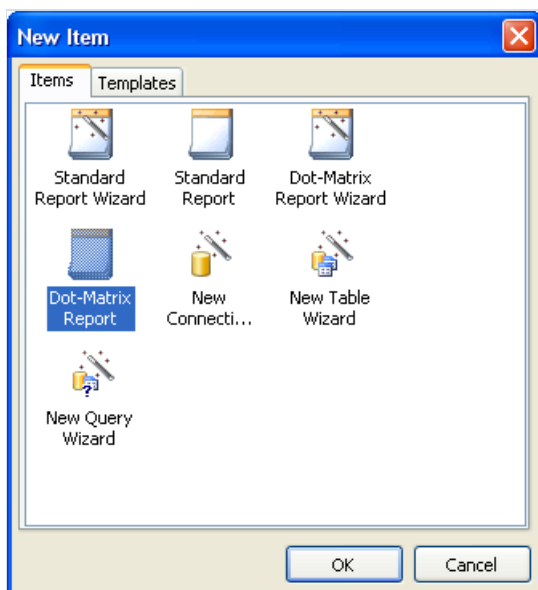 New Item
Items Templates
Standard Report Wizard
Standard Report
Dot-Matrix Report Wizard
Dot-Matrix Report
New Connecti...
New Table Wizard
New Query Wizard
OK Cancel